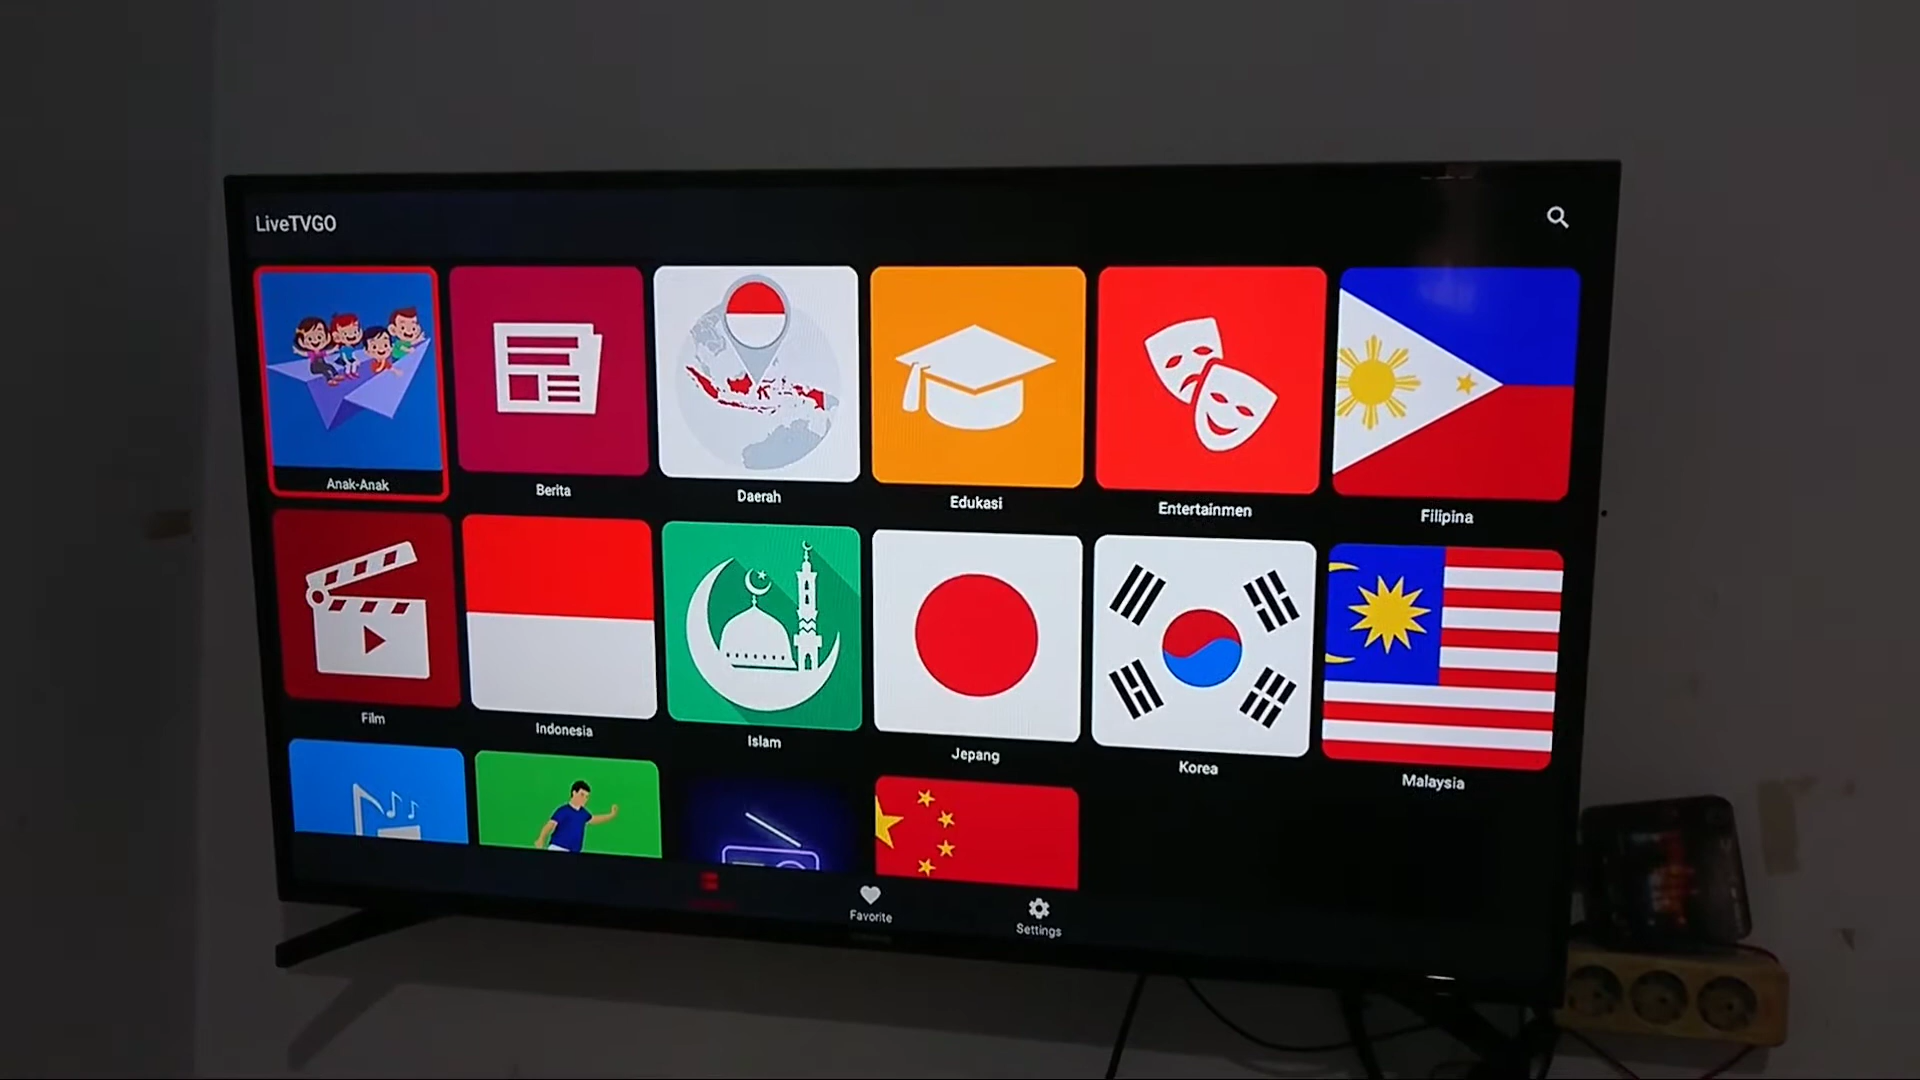 LiveTVGO
Anak-Anak
Berita
Daerah
Edukasi
Entertainmen
Filipina
Film
Indonesia
Islam
Jepang
Korea
Malaysia
Favorite
Settings